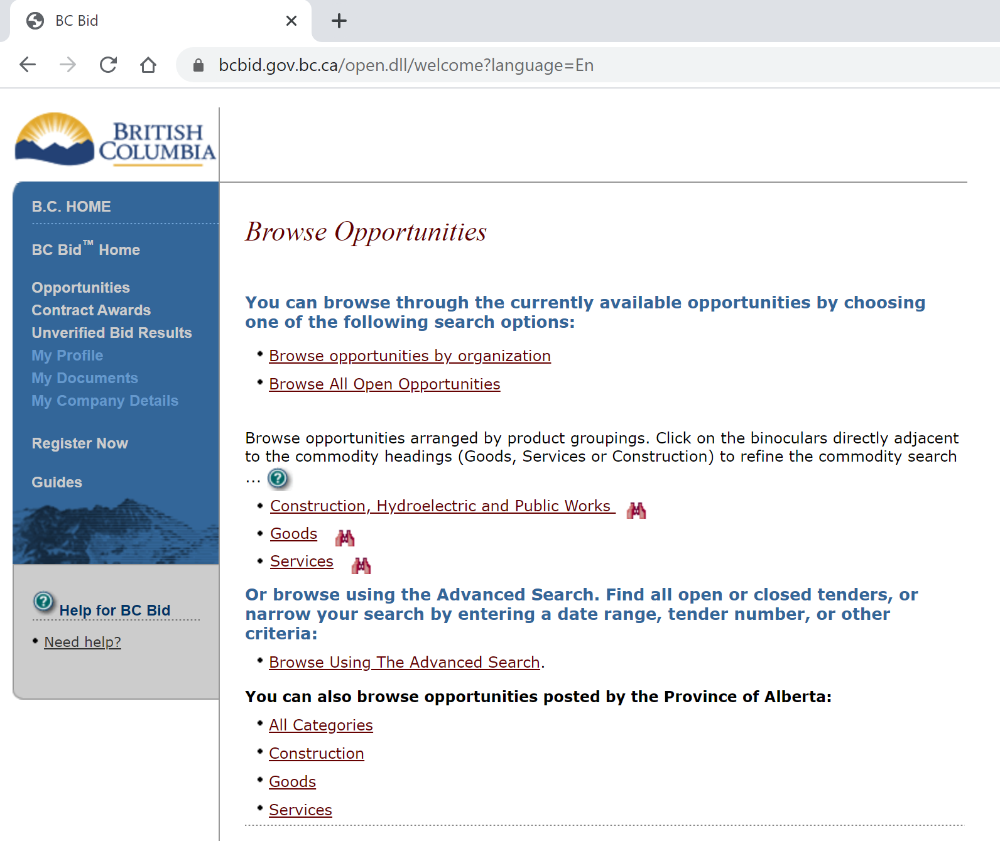 BC Bid
bcbid.gov.bc.ca/open.dll/welcome?language=En
BRITISH
COLUMBIA
B.C. HOME
BC Bid™ Home
Opportunities
Contract Awards
Unverified Bid Results
My Profile
My Documents
My Company Details
Register Now
Guides
? Help for BC Bid
• Need help?
Browse Opportunities
You can browse through the currently available opportunities by choosing
one of the following search options:
• Browse opportunities by organization
• Browse All Open Opportunities
Browse opportunities arranged by product groupings. Click on the binoculars directly adjacent
to the commodity headings (Goods, Services or Construction) to refine the commodity search
... ?
• Construction, Hydroelectric and Public Works
• Goods
• Services
Or browse using the Advanced Search. Find all open or closed tenders, or
narrow your search by entering a date range, tender number, or other
criteria:
• Browse Using The Advanced Search.
You can also browse opportunities posted by the Province of Alberta:
• All Categories
• Construction
• Goods
• Services